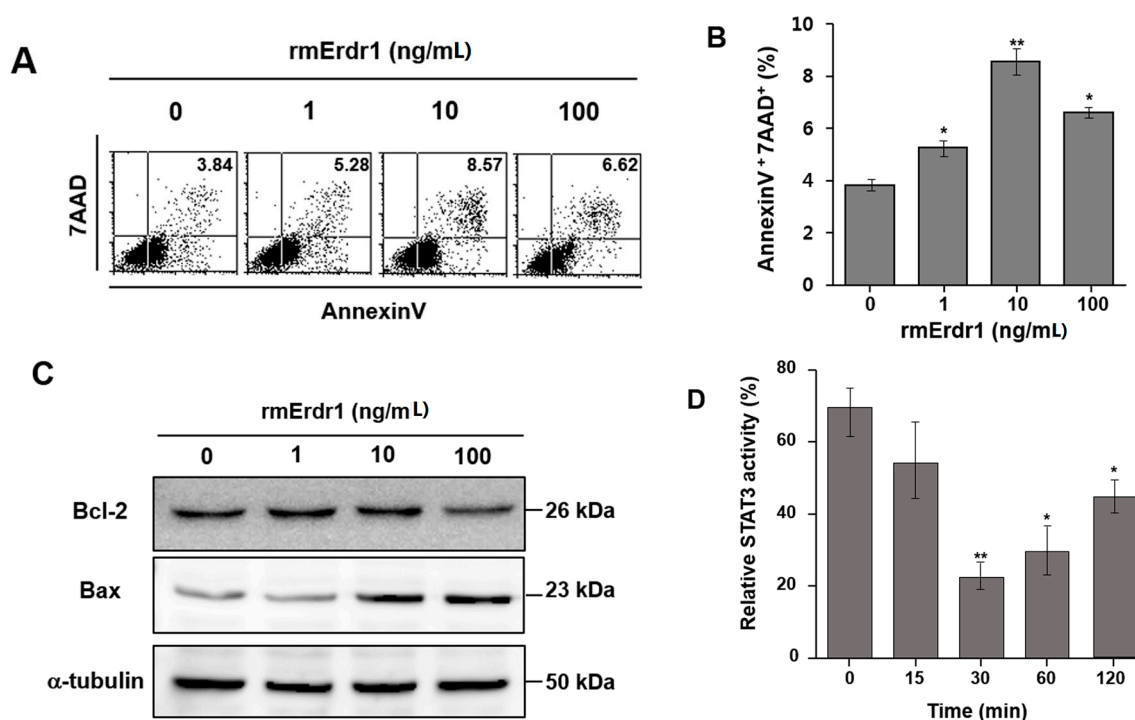 A
rmErdr1 (ng/mL)
0 1 10 100
3.84 5.28 8.57 6.62
7AAD
AnnexinV
B
AnnexinV⁺7AAD⁺ (%)
10
8
6
4
2
0
*
**
*
0 1 10 100
rmErdr1 (ng/mL)
C
rmErdr1 (ng/mL)
0 1 10 100
Bcl-2 26 kDa
Bax 23 kDa
α-tubulin 50 kDa
D
Relative STAT3 activity (%)
80
60
40
20
0
**
*
*
0 15 30 60 120
Time (min)